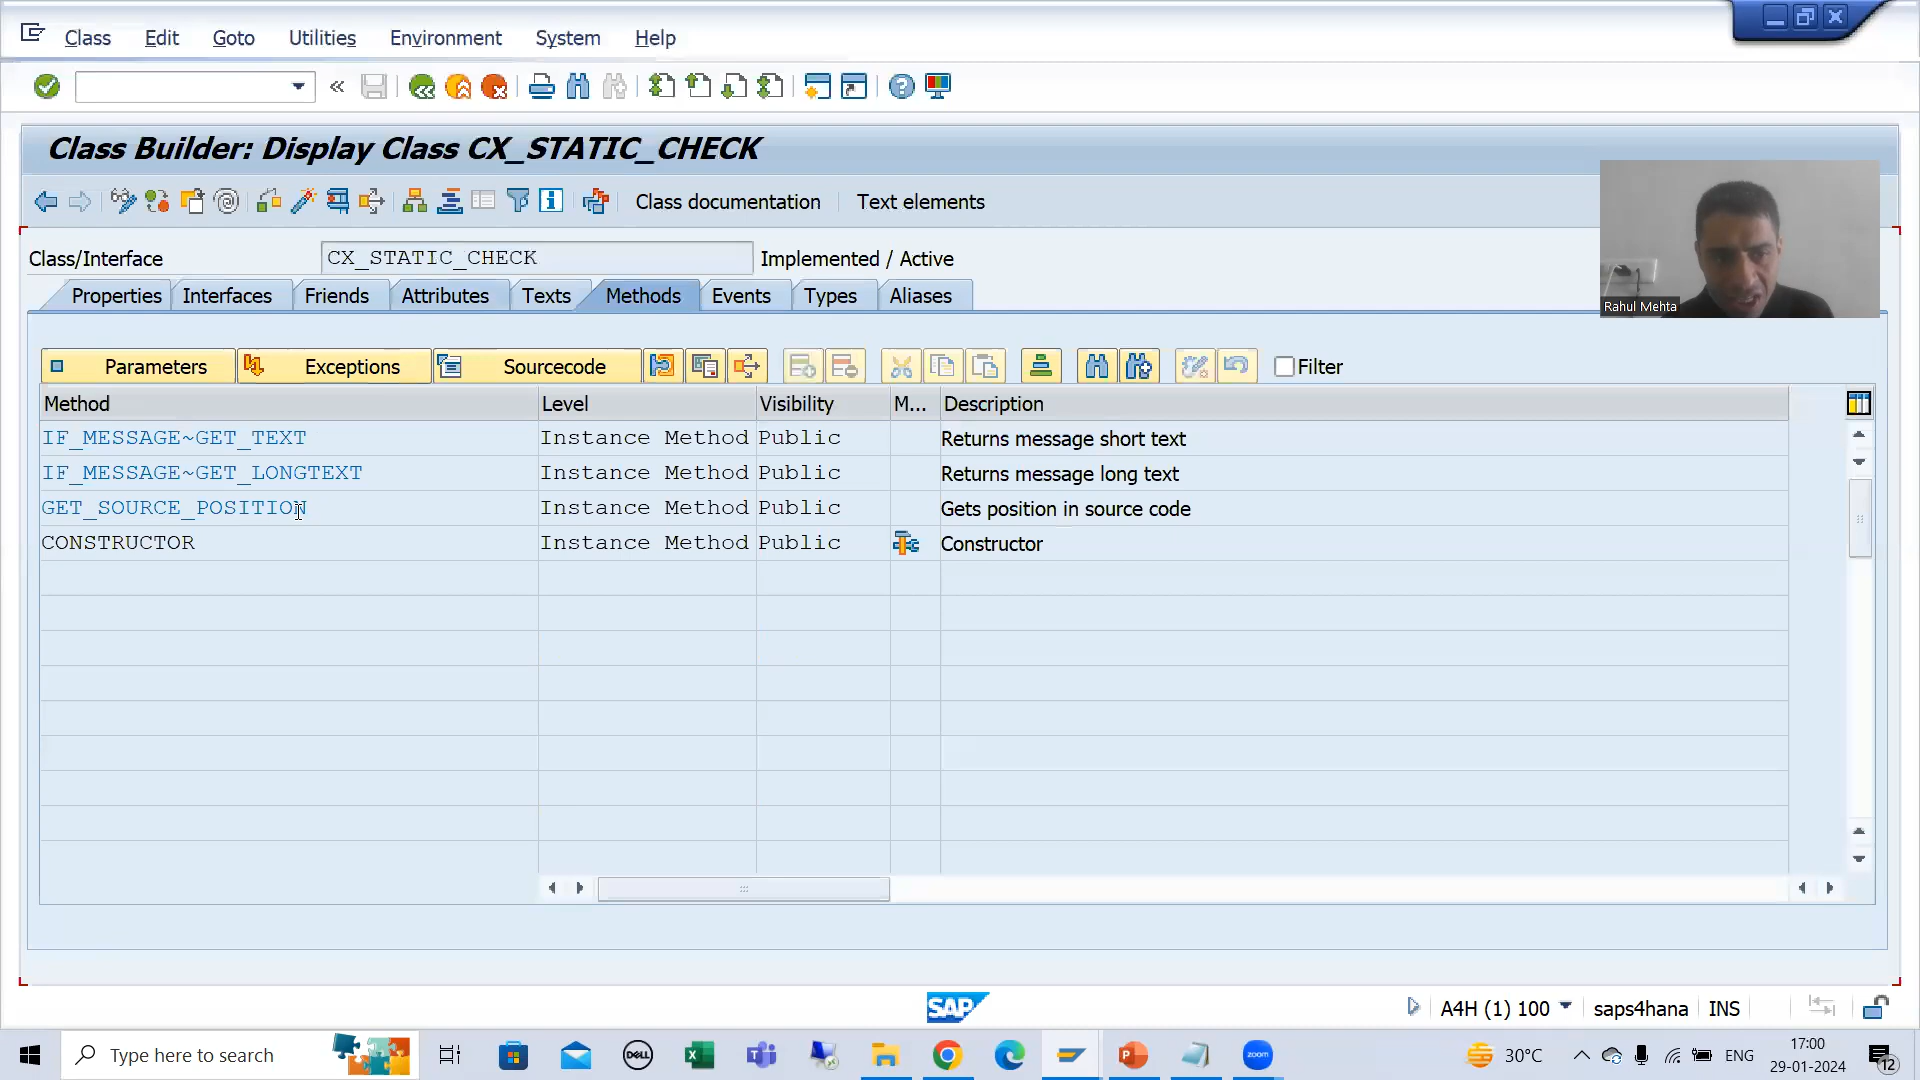 Class Edit Goto Utilities Environment System Help
Class Builder: Display Class CX_STATIC_CHECK
Class documentation Text elements
Class/Interface CX_STATIC_CHECK Implemented / Active
Properties Interfaces Friends Attributes Texts Methods Events Types Aliases
Rahul Mehta
Parameters Exceptions Sourcecode Filter
Method Level Visibility M... Description
IF_MESSAGE~GET_TEXT Instance Method Public Returns message short text
IF_MESSAGE~GET_LONGTEXT Instance Method Public Returns message long text
GET_SOURCE_POSITION Instance Method Public Gets position in source code
CONSTRUCTOR Instance Method Public Constructor
SAP
A4H (1) 100 saps4hana INS
Type here to search
DELL
zoom
30°C
ENG
17:00
29-01-2024
12